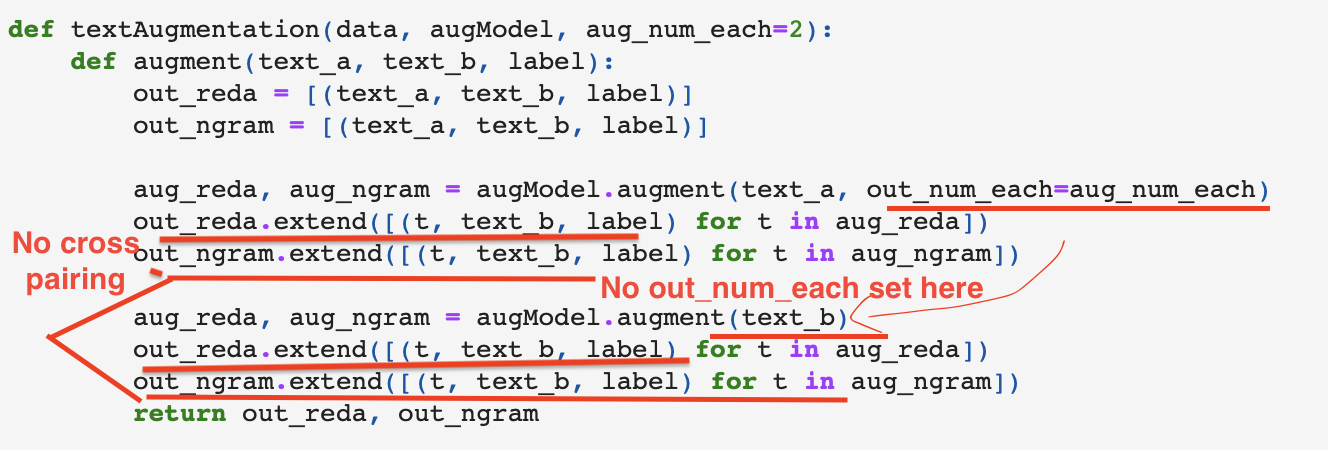 def textAugmentation(data, augModel, aug_num_each=2):
    def augment(text_a, text_b, label):
        out_reda = [(text_a, text_b, label)]
        out_ngram = [(text_a, text_b, label)]
        aug_reda, aug_ngram = augModel.augment(text_a, out_num_each=aug_num_each)
        out_reda.extend([(t, text_b, label) for t in aug_reda])
No cross
        out_ngram.extend([(t, text_b, label) for t in aug_ngram])
pairing
No out_num_each set here
        aug_reda, aug_ngram = augModel.augment(text_b)
        out_reda.extend([(t, text_b, label) for t in aug_reda])
        out_ngram.extend([(t, text_b, label) for t in aug_ngram])
        return out_reda, out_ngram